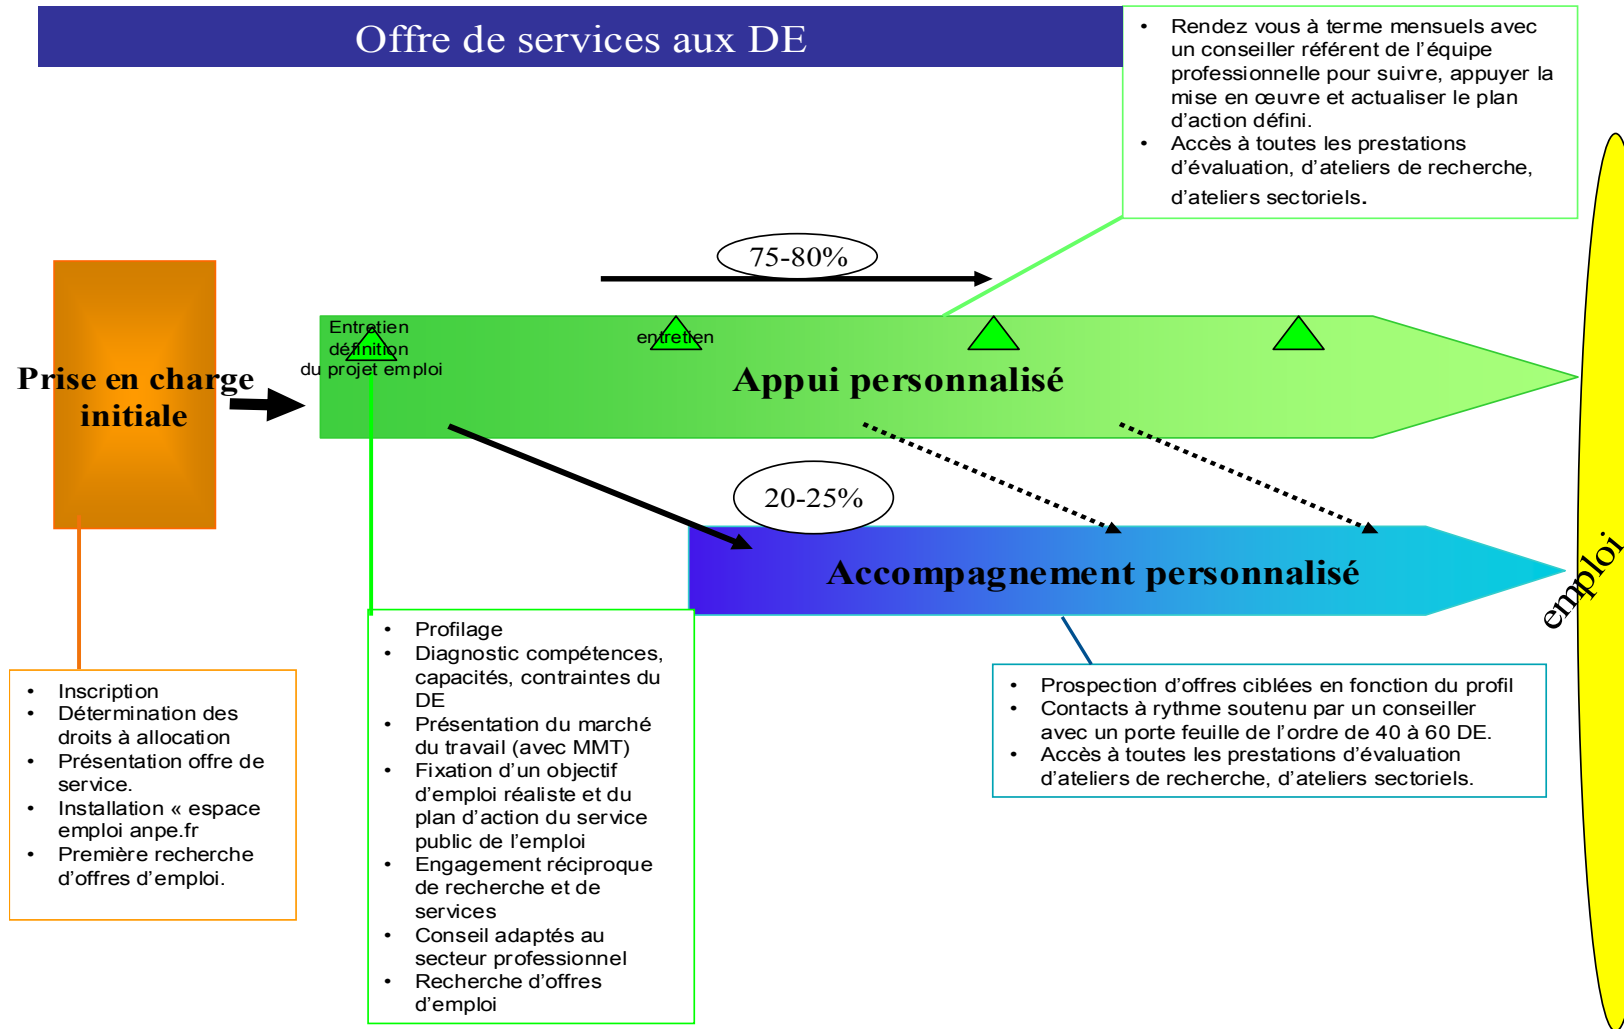 Offre de services aux DE
• Rendez vous à terme mensuels avec
un conseiller référent de l’équipe
professionnelle pour suivre, appuyer la
mise en œuvre et actualiser le plan
d’action défini.
• Accès à toutes les prestations
d’évaluation, d’ateliers de recherche,
d’ateliers sectoriels.
75-80%
Entretien
définition
du projet emploi
entretien
Prise en charge
initiale
Appui personnalisé
20-25%
Accompagnement personnalisé
emploi
• Inscription
• Détermination des
droits à allocation
• Présentation offre de
service.
• Installation « espace
emploi anpe.fr
• Première recherche
d’offres d’emploi.
• Profilage
• Diagnostic compétences,
capacités, contraintes du
DE
• Présentation du marché
du travail (avec MMT)
• Fixation d’un objectif
d’emploi réaliste et du
plan d’action du service
public de l’emploi
• Engagement réciproque
de recherche et de
services
• Conseil adaptés au
secteur professionnel
• Recherche d’offres
d’emploi
• Prospection d’offres ciblées en fonction du profil
• Contacts à rythme soutenu par un conseiller
avec un porte feuille de l’ordre de 40 à 60 DE.
• Accès à toutes les prestations d’évaluation
d’ateliers de recherche, d’ateliers sectoriels.